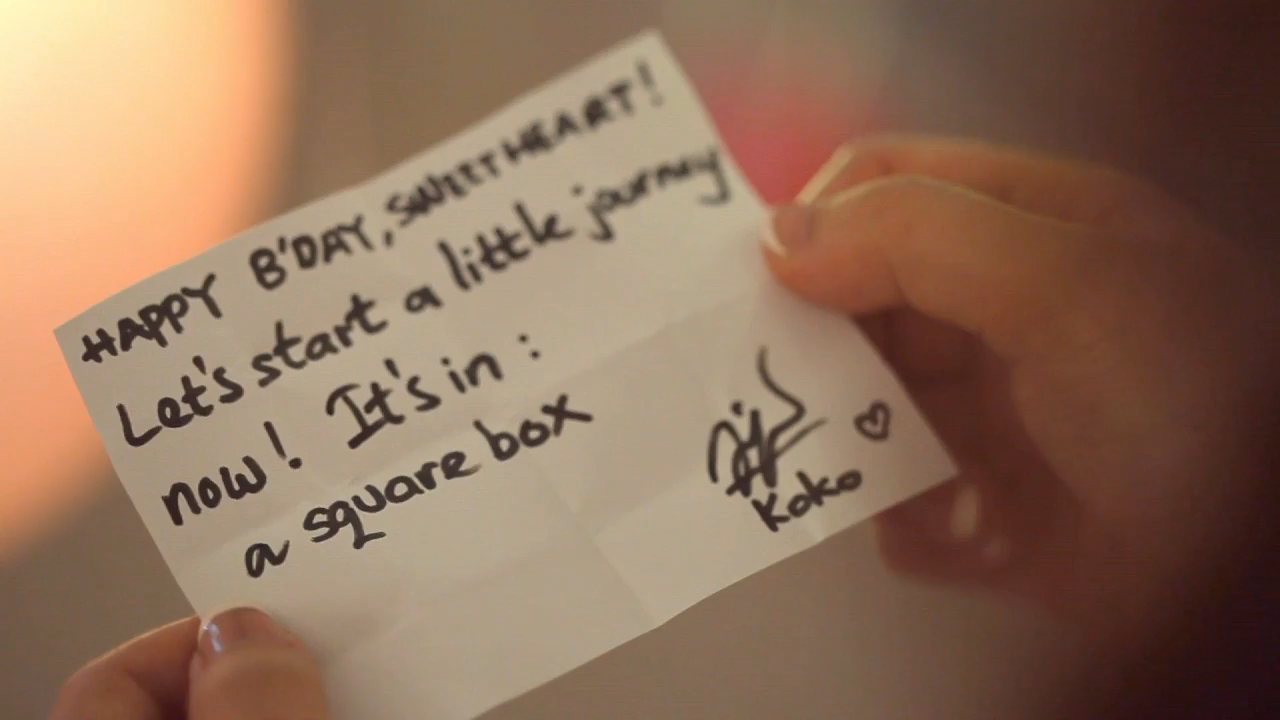 HAPPY B'DAY, SWEETHEART!
Let's start a little journey
now! It's in :
a square box
Koko